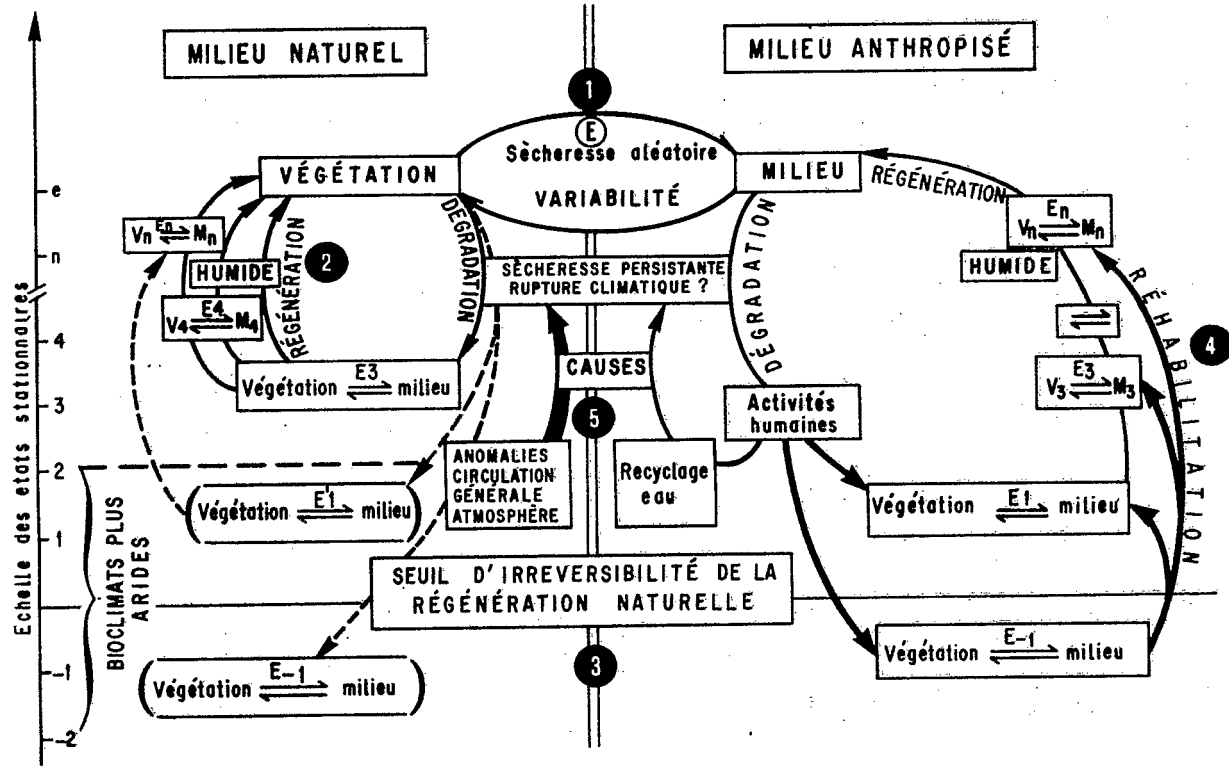 MILIEU NATUREL
MILIEU ANTHROPISÉ
1
E
Sècheresse aléatoire
VARIABILITÉ
VÉGÉTATION
MILIEU
RÉGÉNÉRATION
DÉGRADATION
DÉGRADATION
Vn En Mn
HUMIDE
2
RÉGÉNÉRATION
V4 E4 M4
Végétation E3 milieu
SÈCHERESSE PERSISTANTE
RUPTURE CLIMATIQUE ?
CAUSES
5
ANOMALIES
CIRCULATION
GÉNÉRALE
ATMOSPHÈRE
Recyclage
eau
Activités
humaines
En
Vn Mn
HUMIDE
E3
V3 M3
RÉHABILITATION
4
Végétation E'1 milieu
Végétation E1 milieu
SEUIL D'IRREVERSIBILITÉ DE LA
RÉGÉNÉRATION NATURELLE
Végétation E-1 milieu
3
Végétation E-1 milieu
BIOCLIMATS PLUS
ARIDES
Echelle des etats stationnaires
e
n
4
3
2
1
0
-1
-2